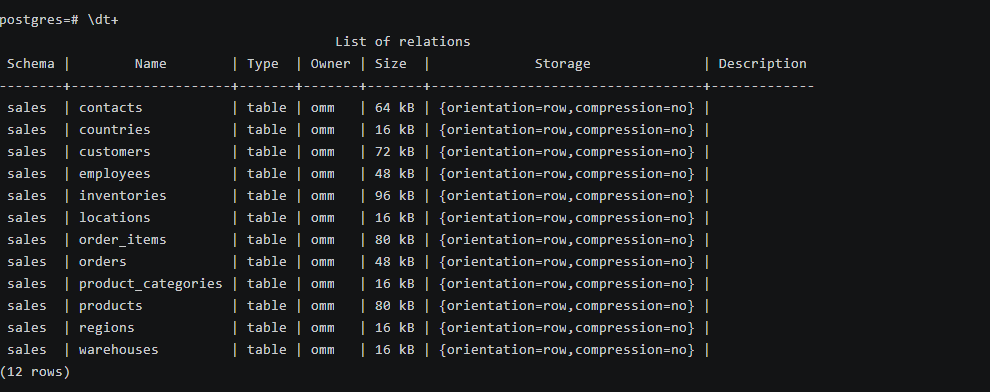 postgres=# \dt+
                                          List of relations
 Schema |        Name        | Type  | Owner | Size  |             Storage              | Description
--------+--------------------+-------+-------+-------+----------------------------------+-------------
 sales  | contacts           | table | omm   | 64 kB | {orientation=row,compression=no} |
 sales  | countries          | table | omm   | 16 kB | {orientation=row,compression=no} |
 sales  | customers          | table | omm   | 72 kB | {orientation=row,compression=no} |
 sales  | employees          | table | omm   | 48 kB | {orientation=row,compression=no} |
 sales  | inventories        | table | omm   | 96 kB | {orientation=row,compression=no} |
 sales  | locations          | table | omm   | 16 kB | {orientation=row,compression=no} |
 sales  | order_items        | table | omm   | 80 kB | {orientation=row,compression=no} |
 sales  | orders             | table | omm   | 48 kB | {orientation=row,compression=no} |
 sales  | product_categories | table | omm   | 16 kB | {orientation=row,compression=no} |
 sales  | products           | table | omm   | 80 kB | {orientation=row,compression=no} |
 sales  | regions            | table | omm   | 16 kB | {orientation=row,compression=no} |
 sales  | warehouses         | table | omm   | 16 kB | {orientation=row,compression=no} |
(12 rows)